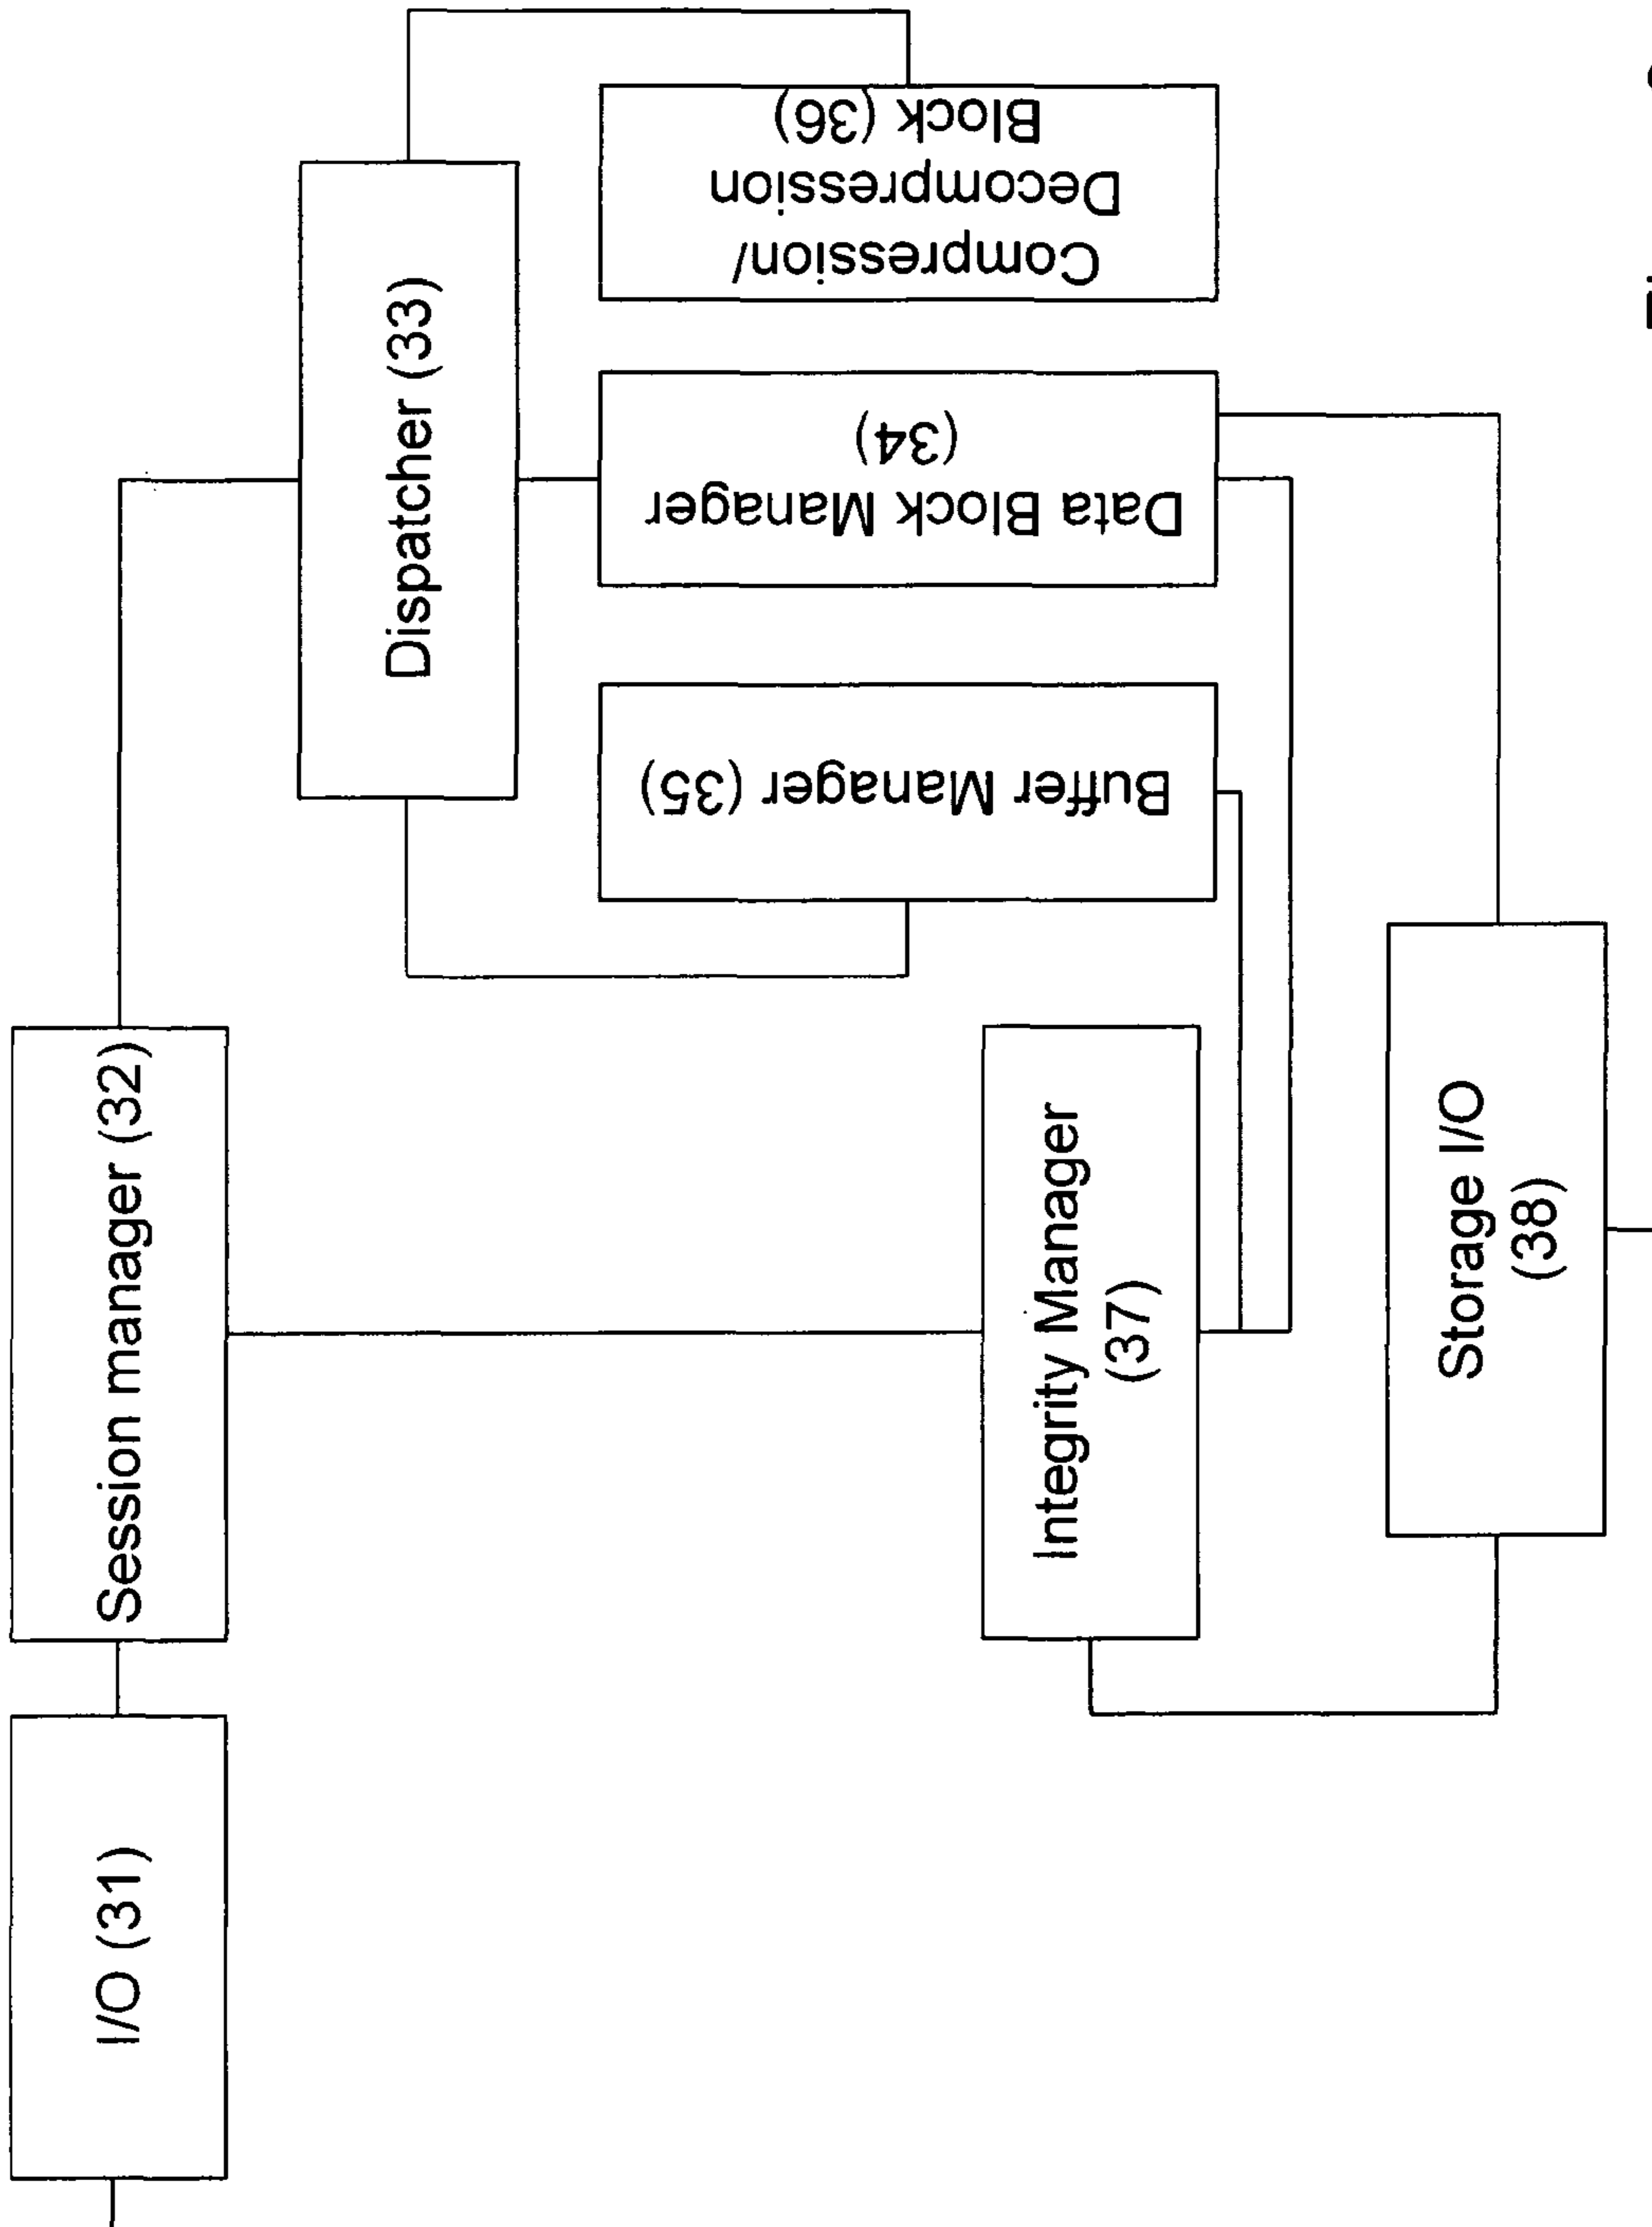 I/O (31)
Session manager (32)
Dispatcher (33)
Buffer Manager (35)
Data Block Manager
(34)
Compression/
Decompression
Block (36)
Integrity Manager
(37)
Storage I/O
(38)